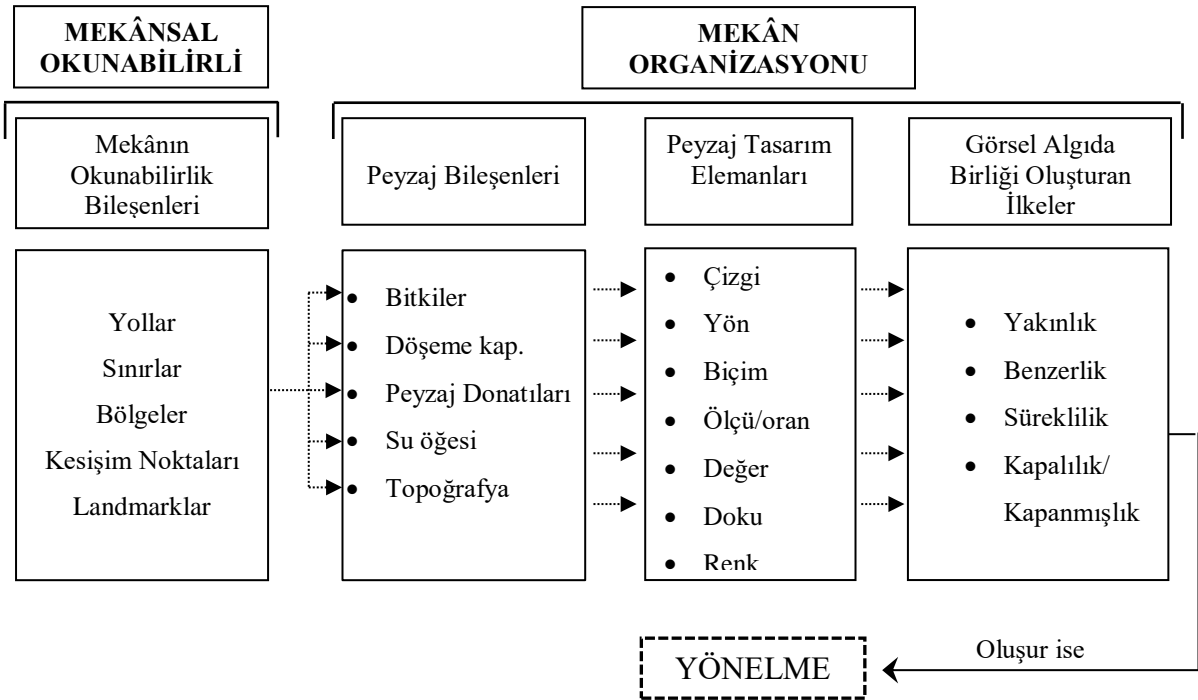 MEKÂNSAL
OKUNABİLİRLİ
MEKÂN
ORGANİZASYONU
Mekânın
Okunabilirlik
Bileşenleri
Peyzaj Bileşenleri
Peyzaj Tasarım
Elemanları
Görsel Algıda
Birliği Oluşturan
İlkeler
Yollar
Sınırlar
Bölgeler
Kesişim Noktaları
Landmarklar
• Bitkiler
• Döşeme kap.
• Peyzaj Donatıları
• Su öğesi
• Topoğrafya
• Çizgi
• Yön
• Biçim
• Ölçü/oran
• Değer
• Doku
• Renk
• Yakınlık
• Benzerlik
• Süreklilik
• Kapalılık/
Kapanmışlık
YÖNELME
Oluşur ise